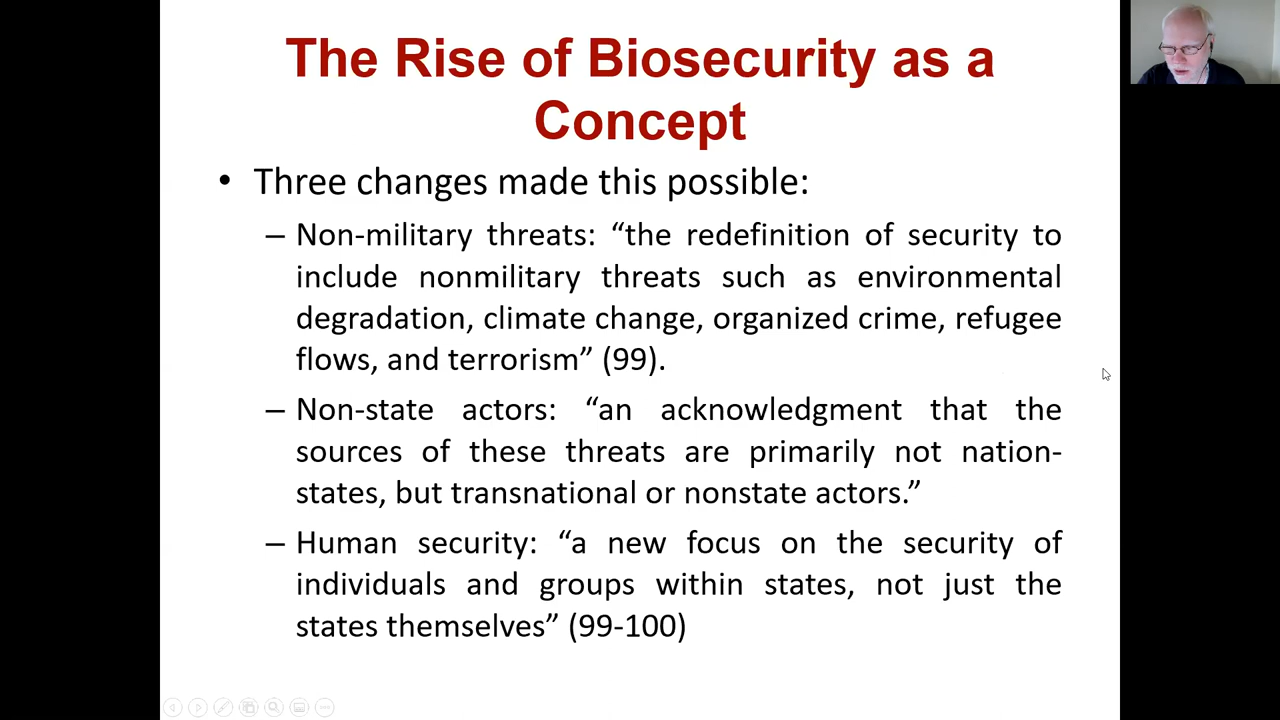 The Rise of Biosecurity as a
Concept
• Three changes made this possible:
– Non-military threats: “the redefinition of security to
include nonmilitary threats such as environmental
degradation, climate change, organized crime, refugee
flows, and terrorism” (99).
– Non-state actors: “an acknowledgment that the
sources of these threats are primarily not nation-
states, but transnational or nonstate actors.”
– Human security: “a new focus on the security of
individuals and groups within states, not just the
states themselves” (99-100)